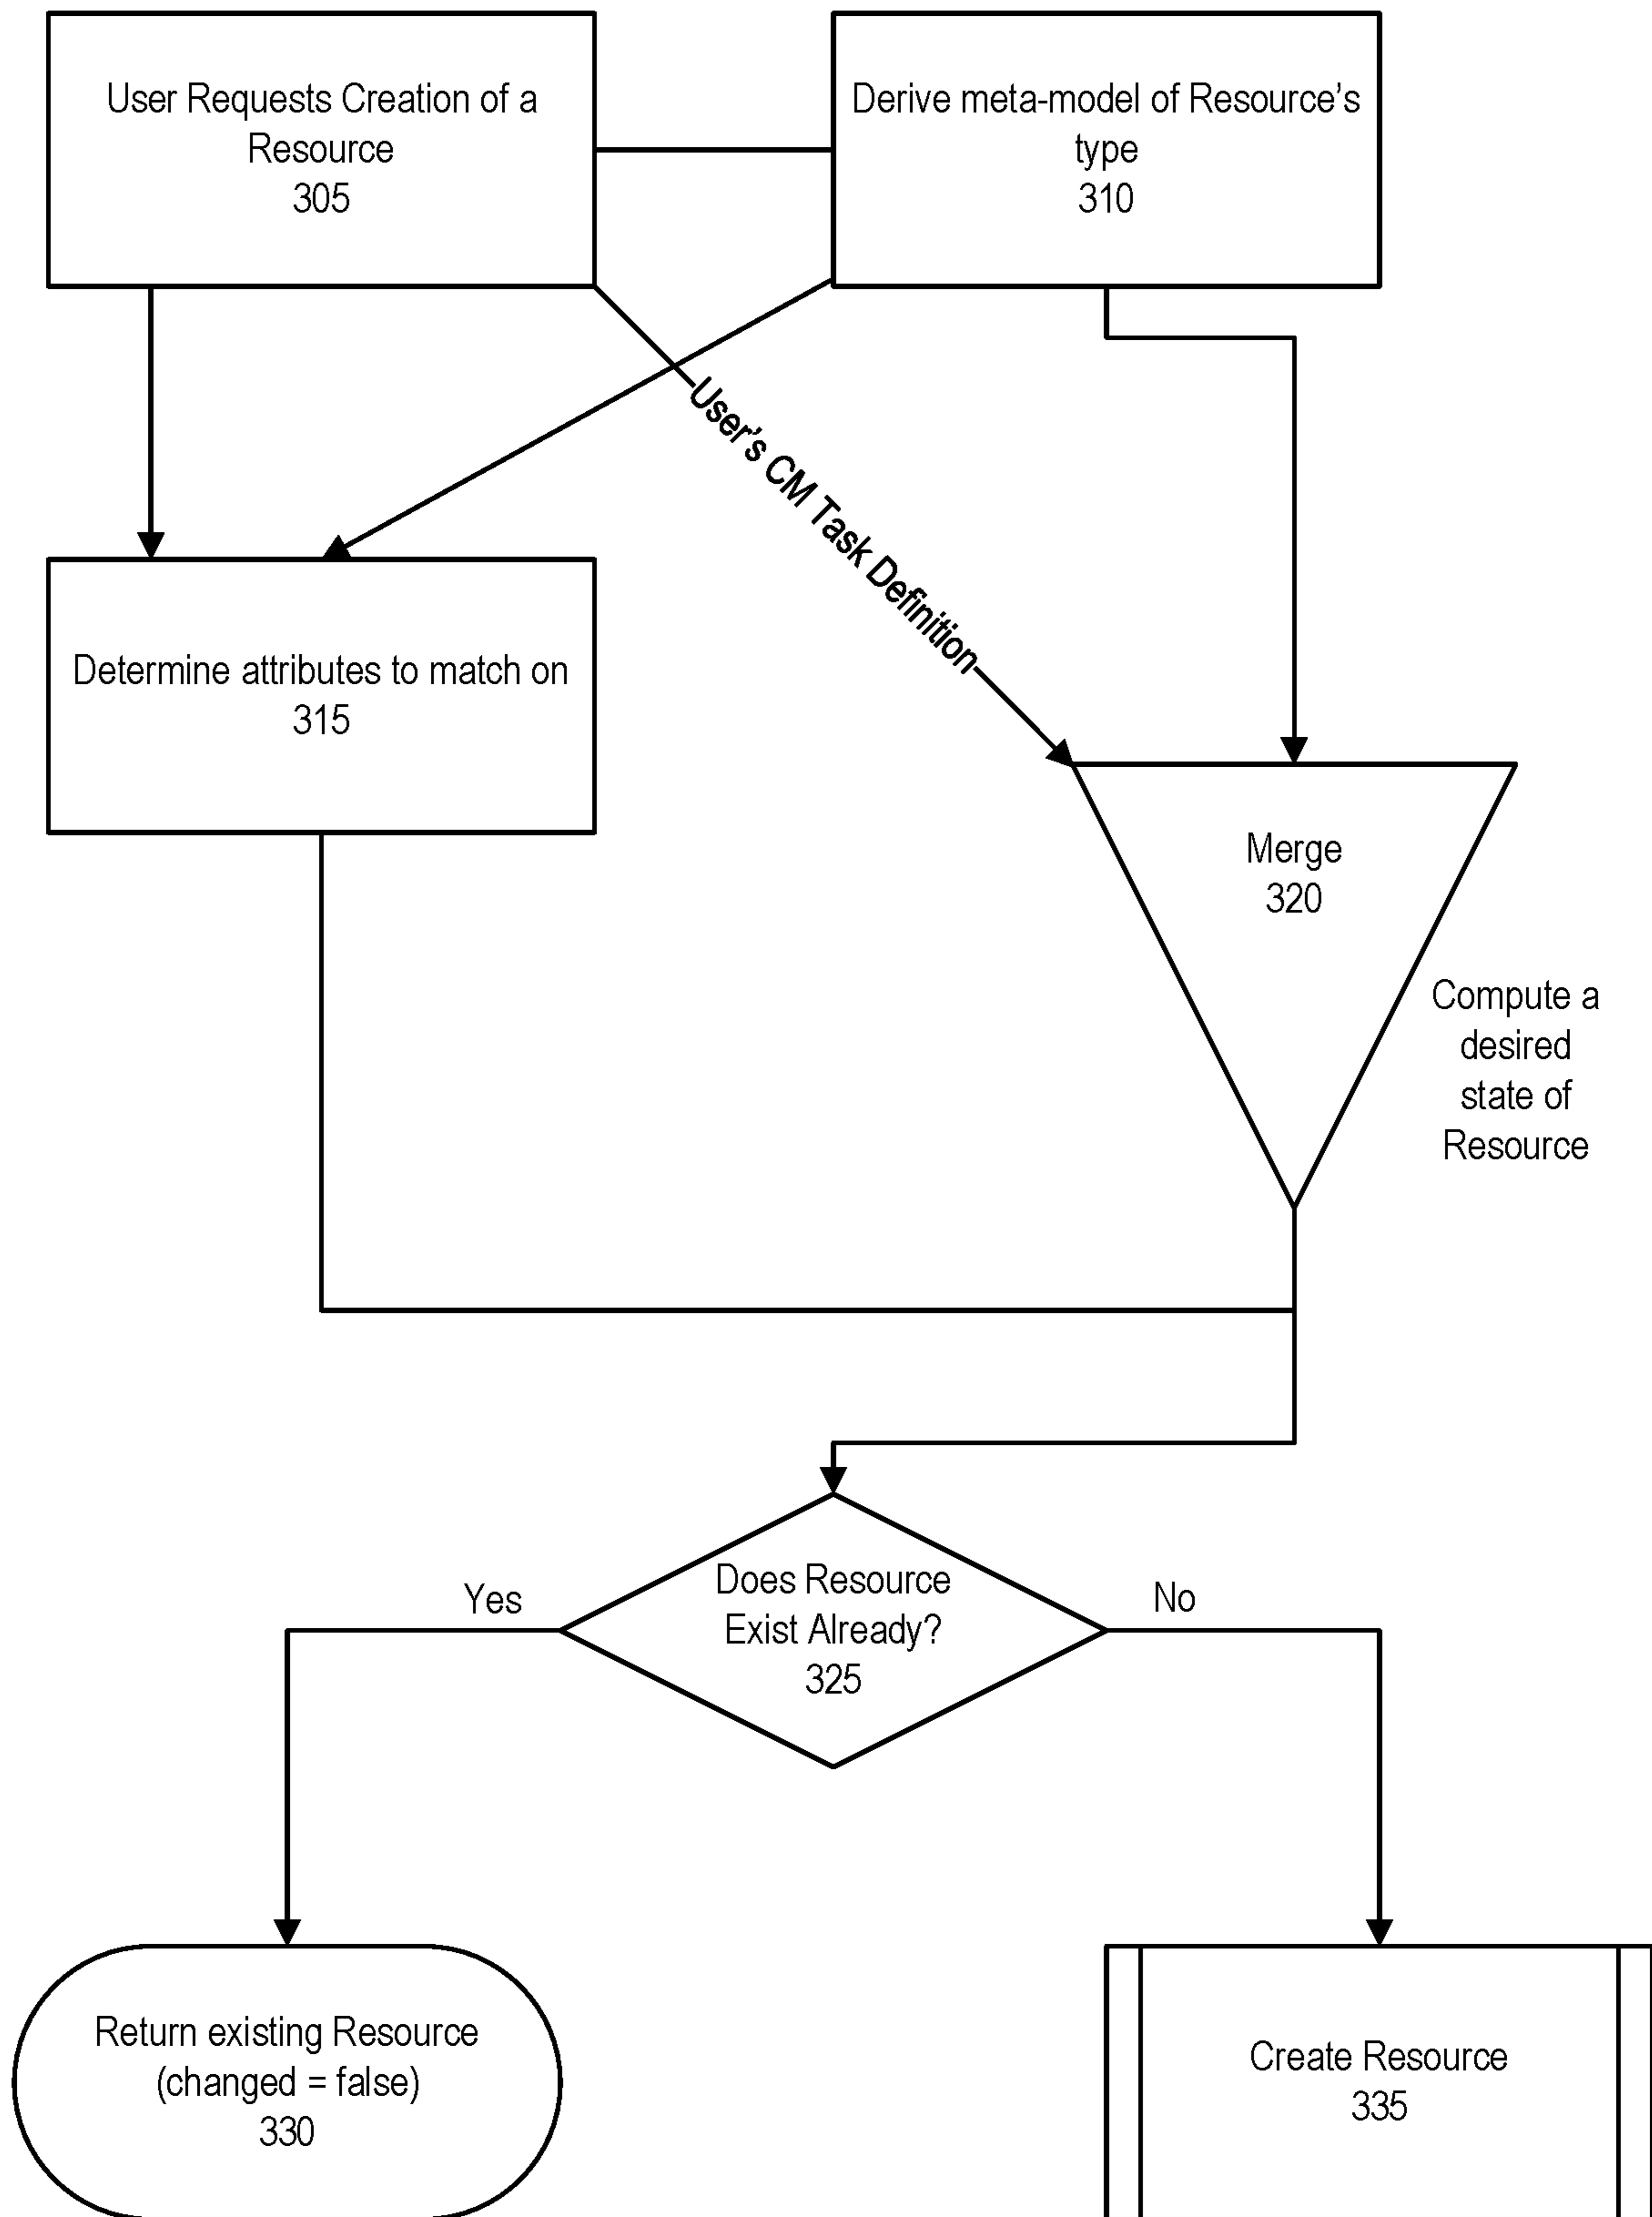 User Requests Creation of a
Resource
305
Derive meta-model of Resource's
type
310
User's CM Task Definition
Determine attributes to match on
315
Merge
320
Compute a
desired
state of
Resource
Does Resource
Exist Already?
325
Yes
No
Return existing Resource
(changed = false)
330
Create Resource
335